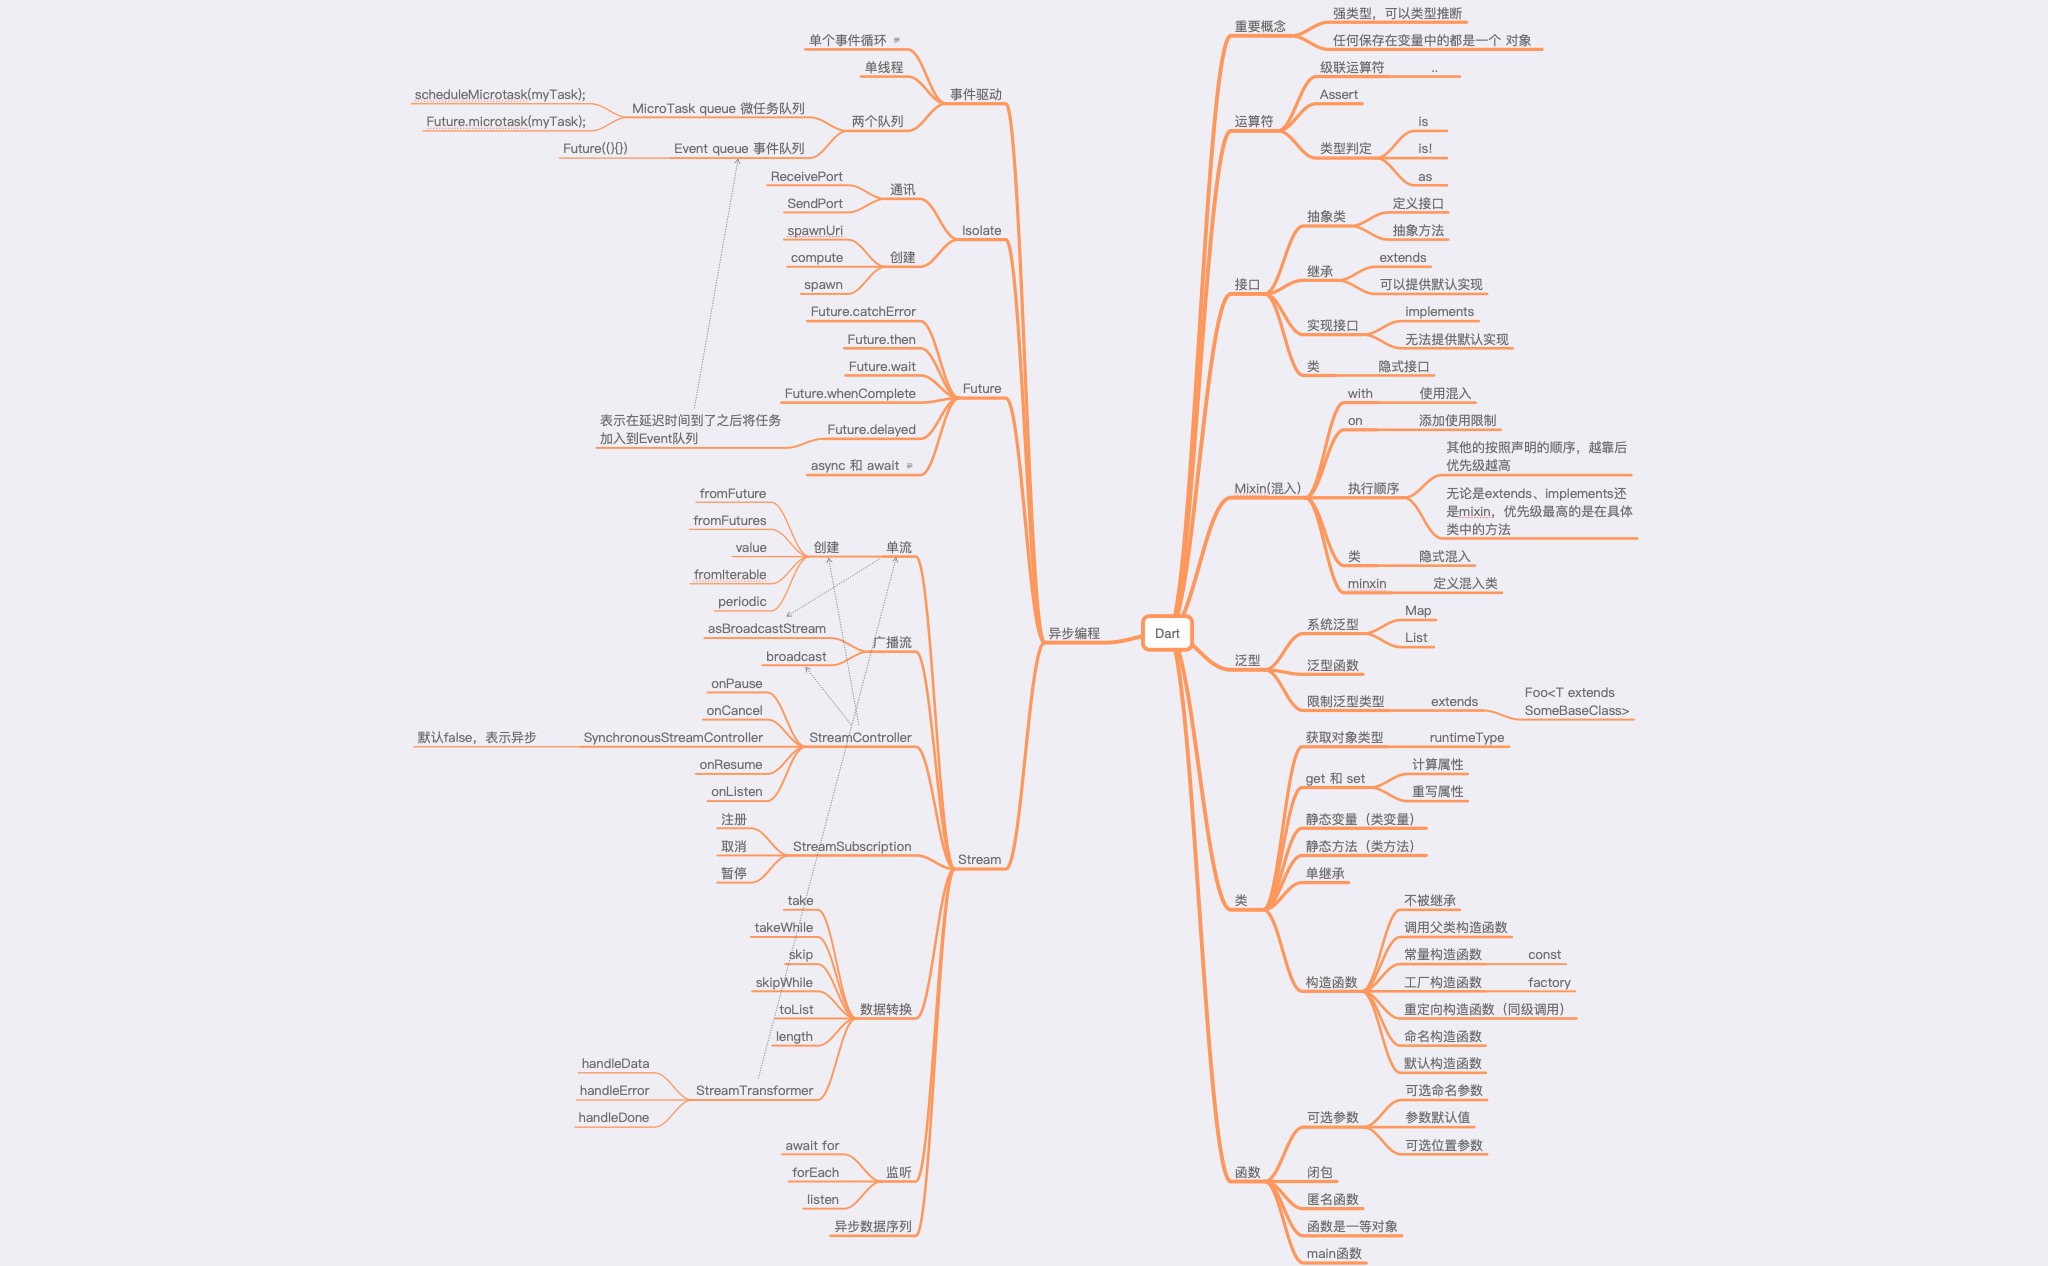 Dart
重要概念
强类型，可以类型推断
任何保存在变量中的都是一个 对象
运算符
级联运算符
..
Assert
类型判定
is
is!
as
接口
抽象类
定义接口
抽象方法
继承
extends
可以提供默认实现
实现接口
implements
无法提供默认实现
类
隐式接口
Mixin(混入)
with
使用混入
on
添加使用限制
执行顺序
其他的按照声明的顺序，越靠后
优先级越高
无论是extends、implements还
是mixin，优先级最高的是在具体
类中的方法
类
隐式混入
minxin
定义混入类
泛型
系统泛型
Map
List
泛型函数
限制泛型类型
extends
Foo<T extends
SomeBaseClass>
类
获取对象类型
runtimeType
get 和 set
计算属性
重写属性
静态变量（类变量）
静态方法（类方法）
单继承
构造函数
不被继承
调用父类构造函数
常量构造函数
const
工厂构造函数
factory
重定向构造函数（同级调用）
命名构造函数
默认构造函数
函数
可选参数
可选命名参数
参数默认值
可选位置参数
闭包
匿名函数
函数是一等对象
main函数
异步编程
事件驱动
单个事件循环
单线程
两个队列
MicroTask queue 微任务队列
scheduleMicrotask(myTask);
Future.microtask(myTask);
Event queue 事件队列
Future((){})
Isolate
通讯
ReceivePort
SendPort
创建
spawnUri
compute
spawn
Future
Future.catchError
Future.then
Future.wait
Future.whenComplete
Future.delayed
表示在延迟时间到了之后将任务
加入到Event队列
async 和 await
Stream
单流
创建
fromFuture
fromFutures
value
fromIterable
periodic
广播流
asBroadcastStream
broadcast
StreamController
onPause
onCancel
SynchronousStreamController
默认false，表示异步
onResume
onListen
StreamSubscription
注册
取消
暂停
数据转换
take
takeWhile
skip
skipWhile
toList
length
StreamTransformer
handleData
handleError
handleDone
监听
await for
forEach
listen
异步数据序列